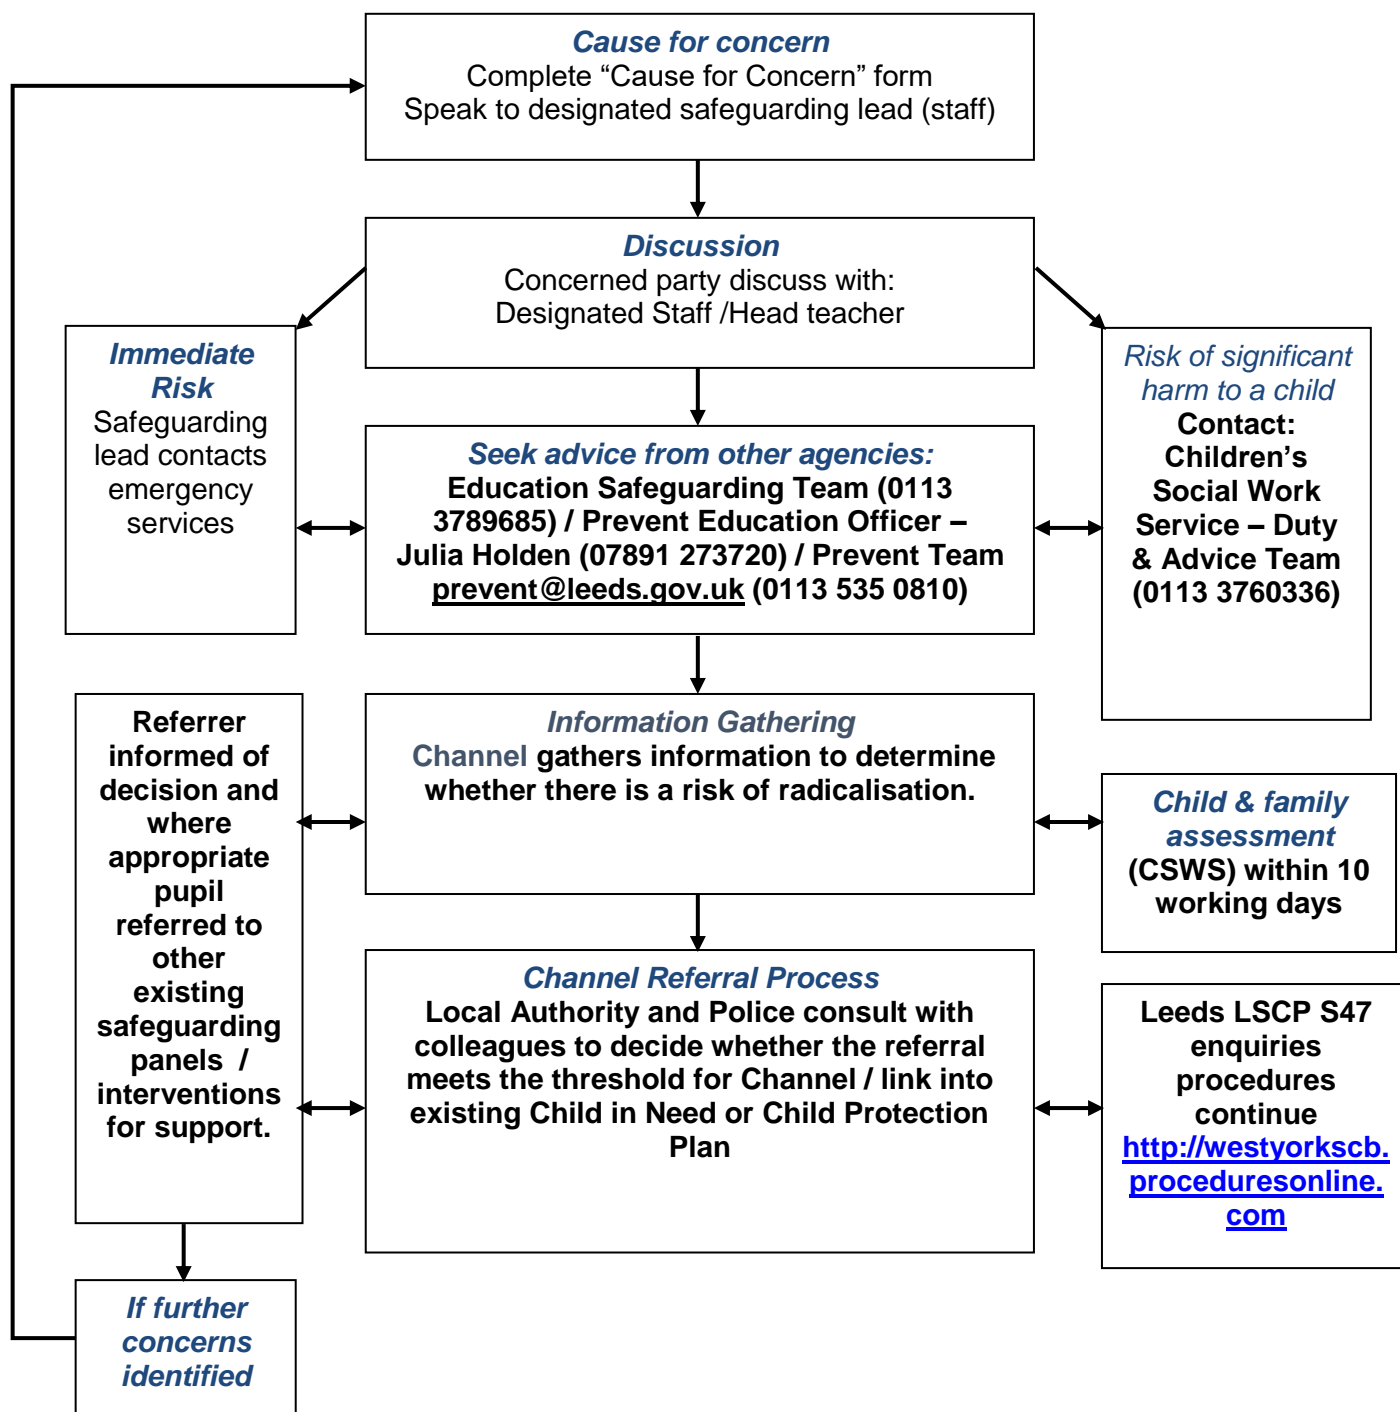 Cause for concern
Complete “Cause for Concern” form
Speak to designated safeguarding lead (staff)
Discussion
Concerned party discuss with:
Designated Staff /Head teacher
Immediate
Risk
Safeguarding
lead contacts
emergency
services
Seek advice from other agencies:
Education Safeguarding Team (0113
3789685) / Prevent Education Officer –
Julia Holden (07891 273720) / Prevent Team
prevent@leeds.gov.uk (0113 535 0810)
Risk of significant
harm to a child
Contact:
Children’s
Social Work
Service – Duty
& Advice Team
(0113 3760336)
Referrer
informed of
decision and
where
appropriate
pupil
referred to
other
existing
safeguarding
panels /
interventions
for support.
Information Gathering
Channel gathers information to determine
whether there is a risk of radicalisation.
Child & family
assessment
(CSWS) within 10
working days
Channel Referral Process
Local Authority and Police consult with
colleagues to decide whether the referral
meets the threshold for Channel / link into
existing Child in Need or Child Protection
Plan
Leeds LSCP S47
enquiries
procedures
continue
http://westyorkscb.
proceduresonline.
com
If further
concerns
identified